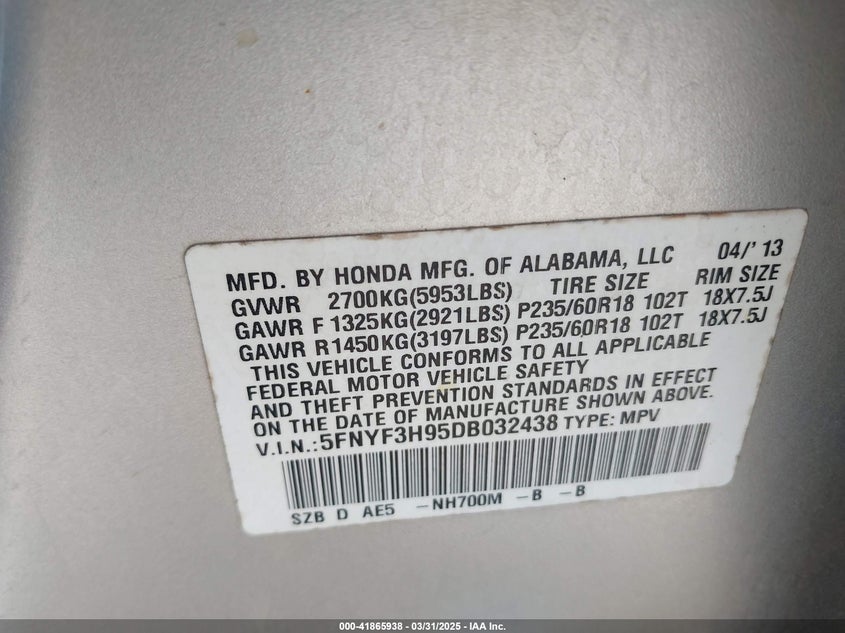 MFD. BY HONDA MFG. OF ALABAMA, LLC 04/'13
GVWR 2700KG(5953LBS) TIRE SIZE RIM SIZE
GAWR F 1325KG(2921LBS) P235/60R18 102T 18X7.5J
GAWR R1450KG(3197LBS) P235/60R18 102T 18X7.5J
THIS VEHICLE CONFORMS TO ALL APPLICABLE
FEDERAL MOTOR VEHICLE SAFETY
AND THEFT PREVENTION STANDARDS IN EFFECT
ON THE DATE OF MANUFACTURE SHOWN ABOVE.
V.I.N.:5FNYF3H95DB032438 TYPE: MPV
SZB D AE5 -NH700M -B -B
000-41865938 - 03/31/2025 - IAA Inc.